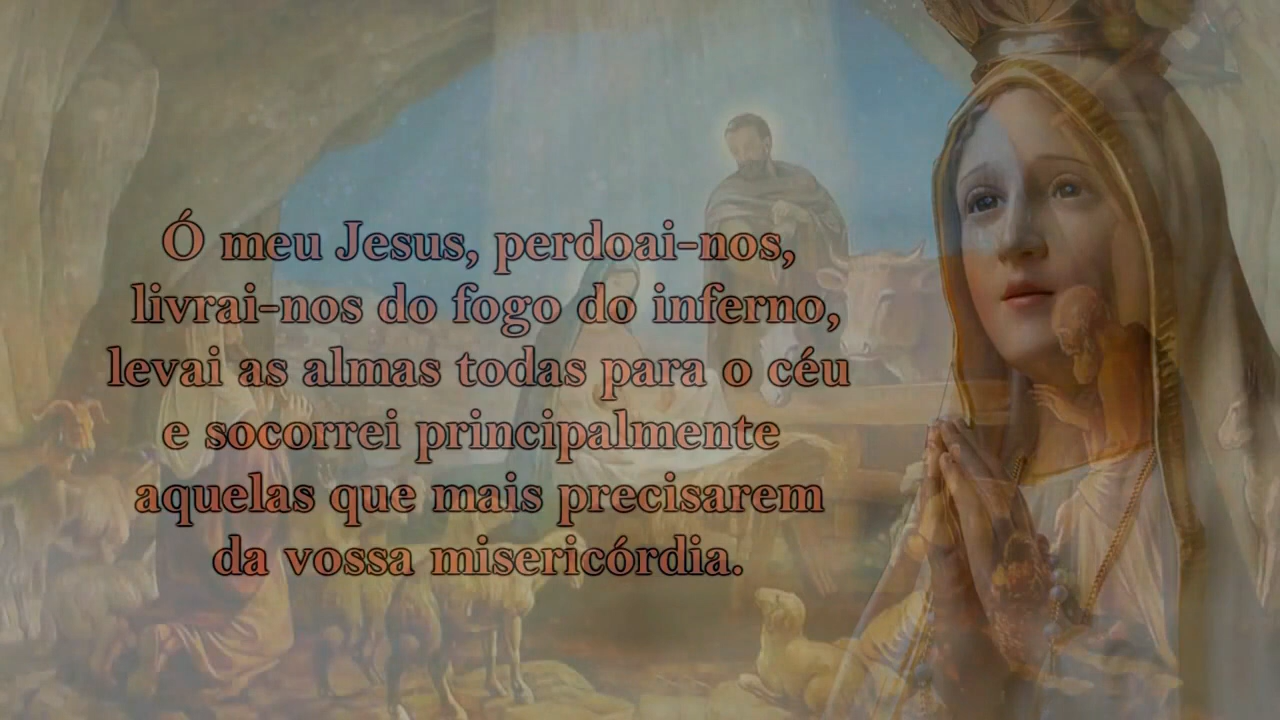 Ó meu Jesus, perdoai-nos,
livrai-nos do fogo do inferno,
levai as almas todas para o céu
e socorrei principalmente
aquelas que mais precisarem
da vossa misericórdia.